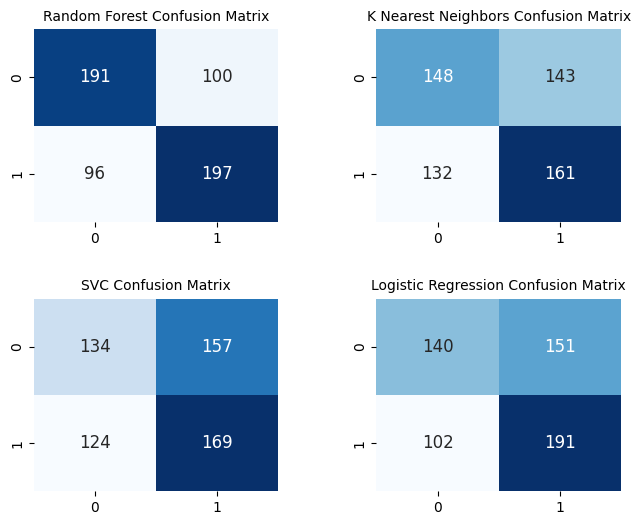 Random Forest Confusion Matrix
0 191 100
1 96 197
0 1
K Nearest Neighbors Confusion Matrix
0 148 143
1 132 161
0 1
SVC Confusion Matrix
0 134 157
1 124 169
0 1
Logistic Regression Confusion Matrix
0 140 151
1 102 191
0 1